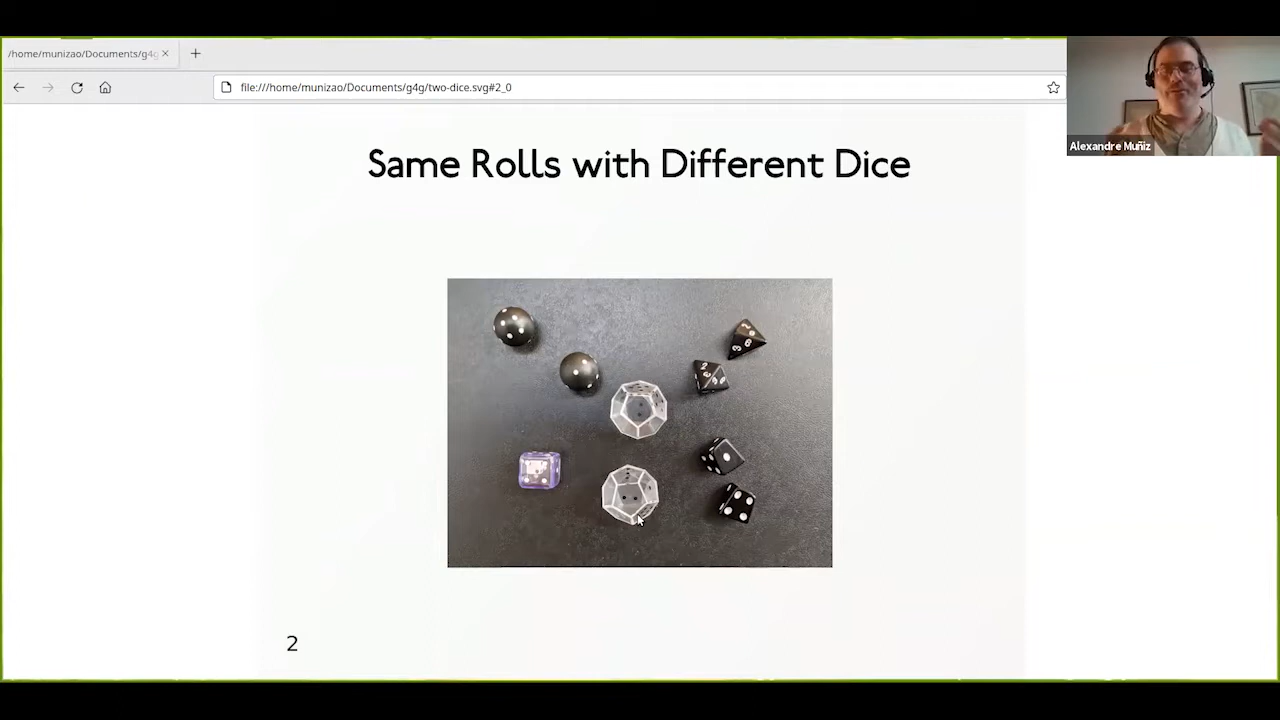 /home/munizao/Documents/g4g
file:///home/munizao/Documents/g4g/two-dice.svg#2_0
Alexandre Muñiz
Same Rolls with Different Dice
2